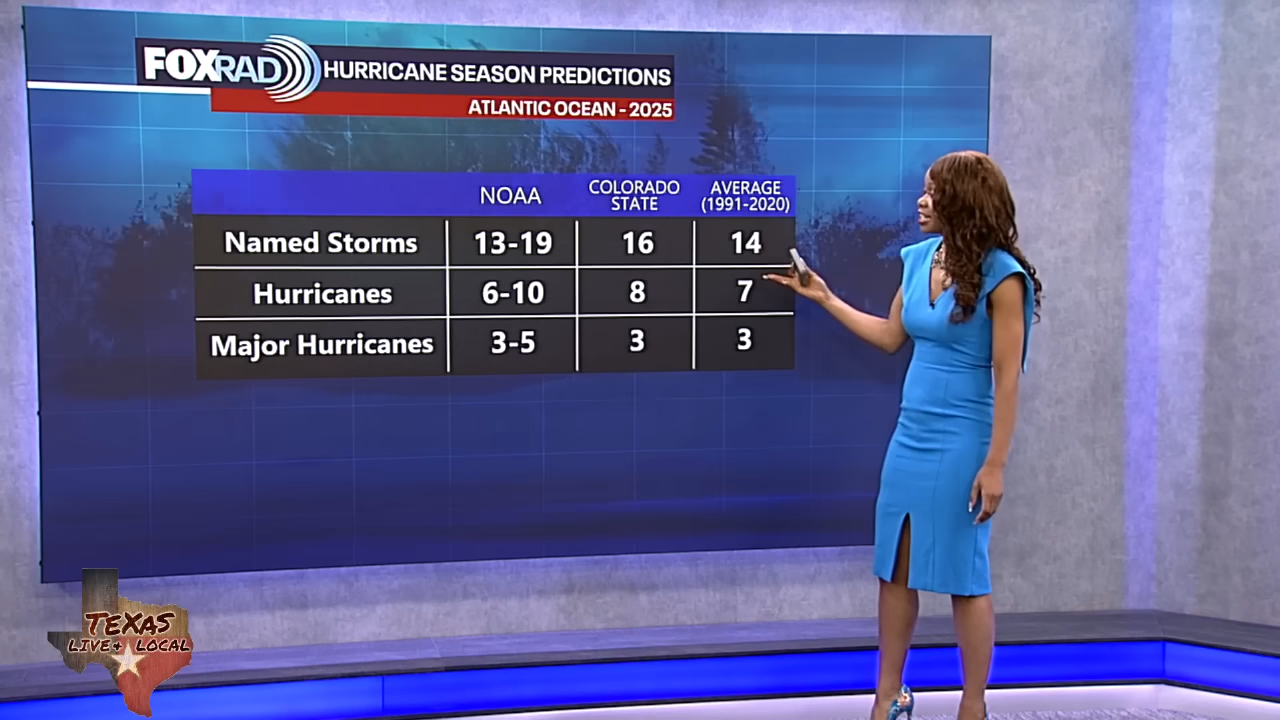 FOXRAD HURRICANE SEASON PREDICTIONS
ATLANTIC OCEAN - 2025
NOAA COLORADO STATE AVERAGE (1991-2020)
Named Storms 13-19 16 14
Hurricanes 6-10 8 7
Major Hurricanes 3-5 3 3
TEXAS
LIVE & LOCAL